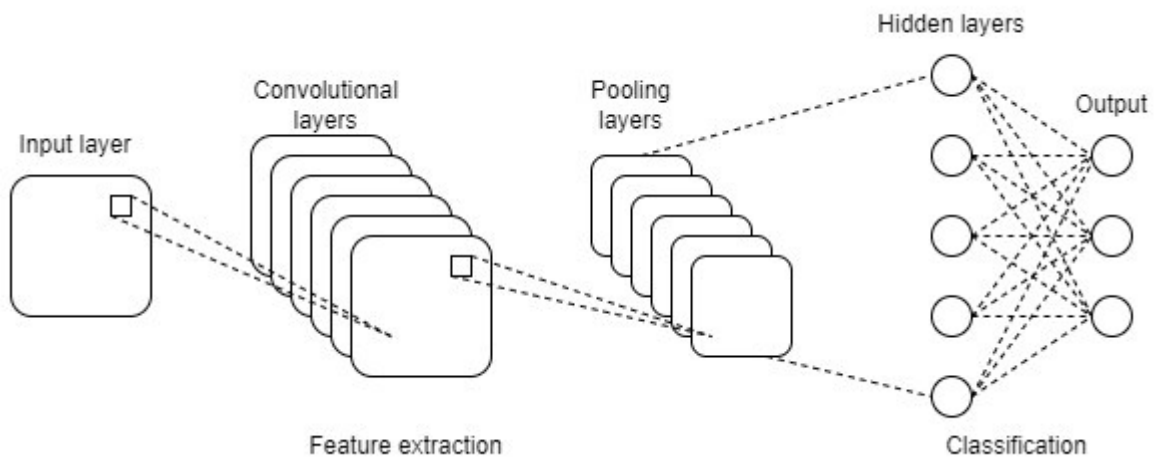 Input layer
Convolutional
layers
Pooling
layers
Hidden layers
Output
Feature extraction
Classification